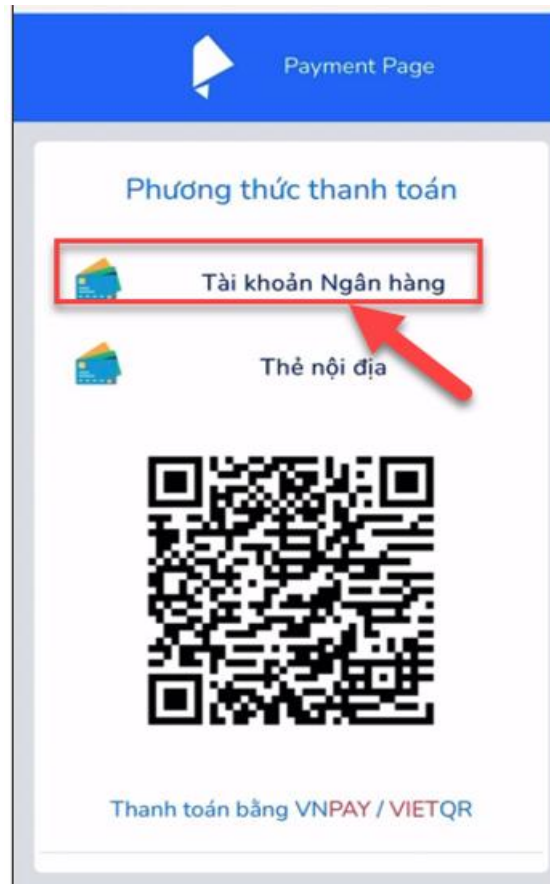 Payment Page
Phương thức thanh toán
Tài khoản Ngân hàng
Thẻ nội địa
Thanh toán bằng VNPAY / VIETQR